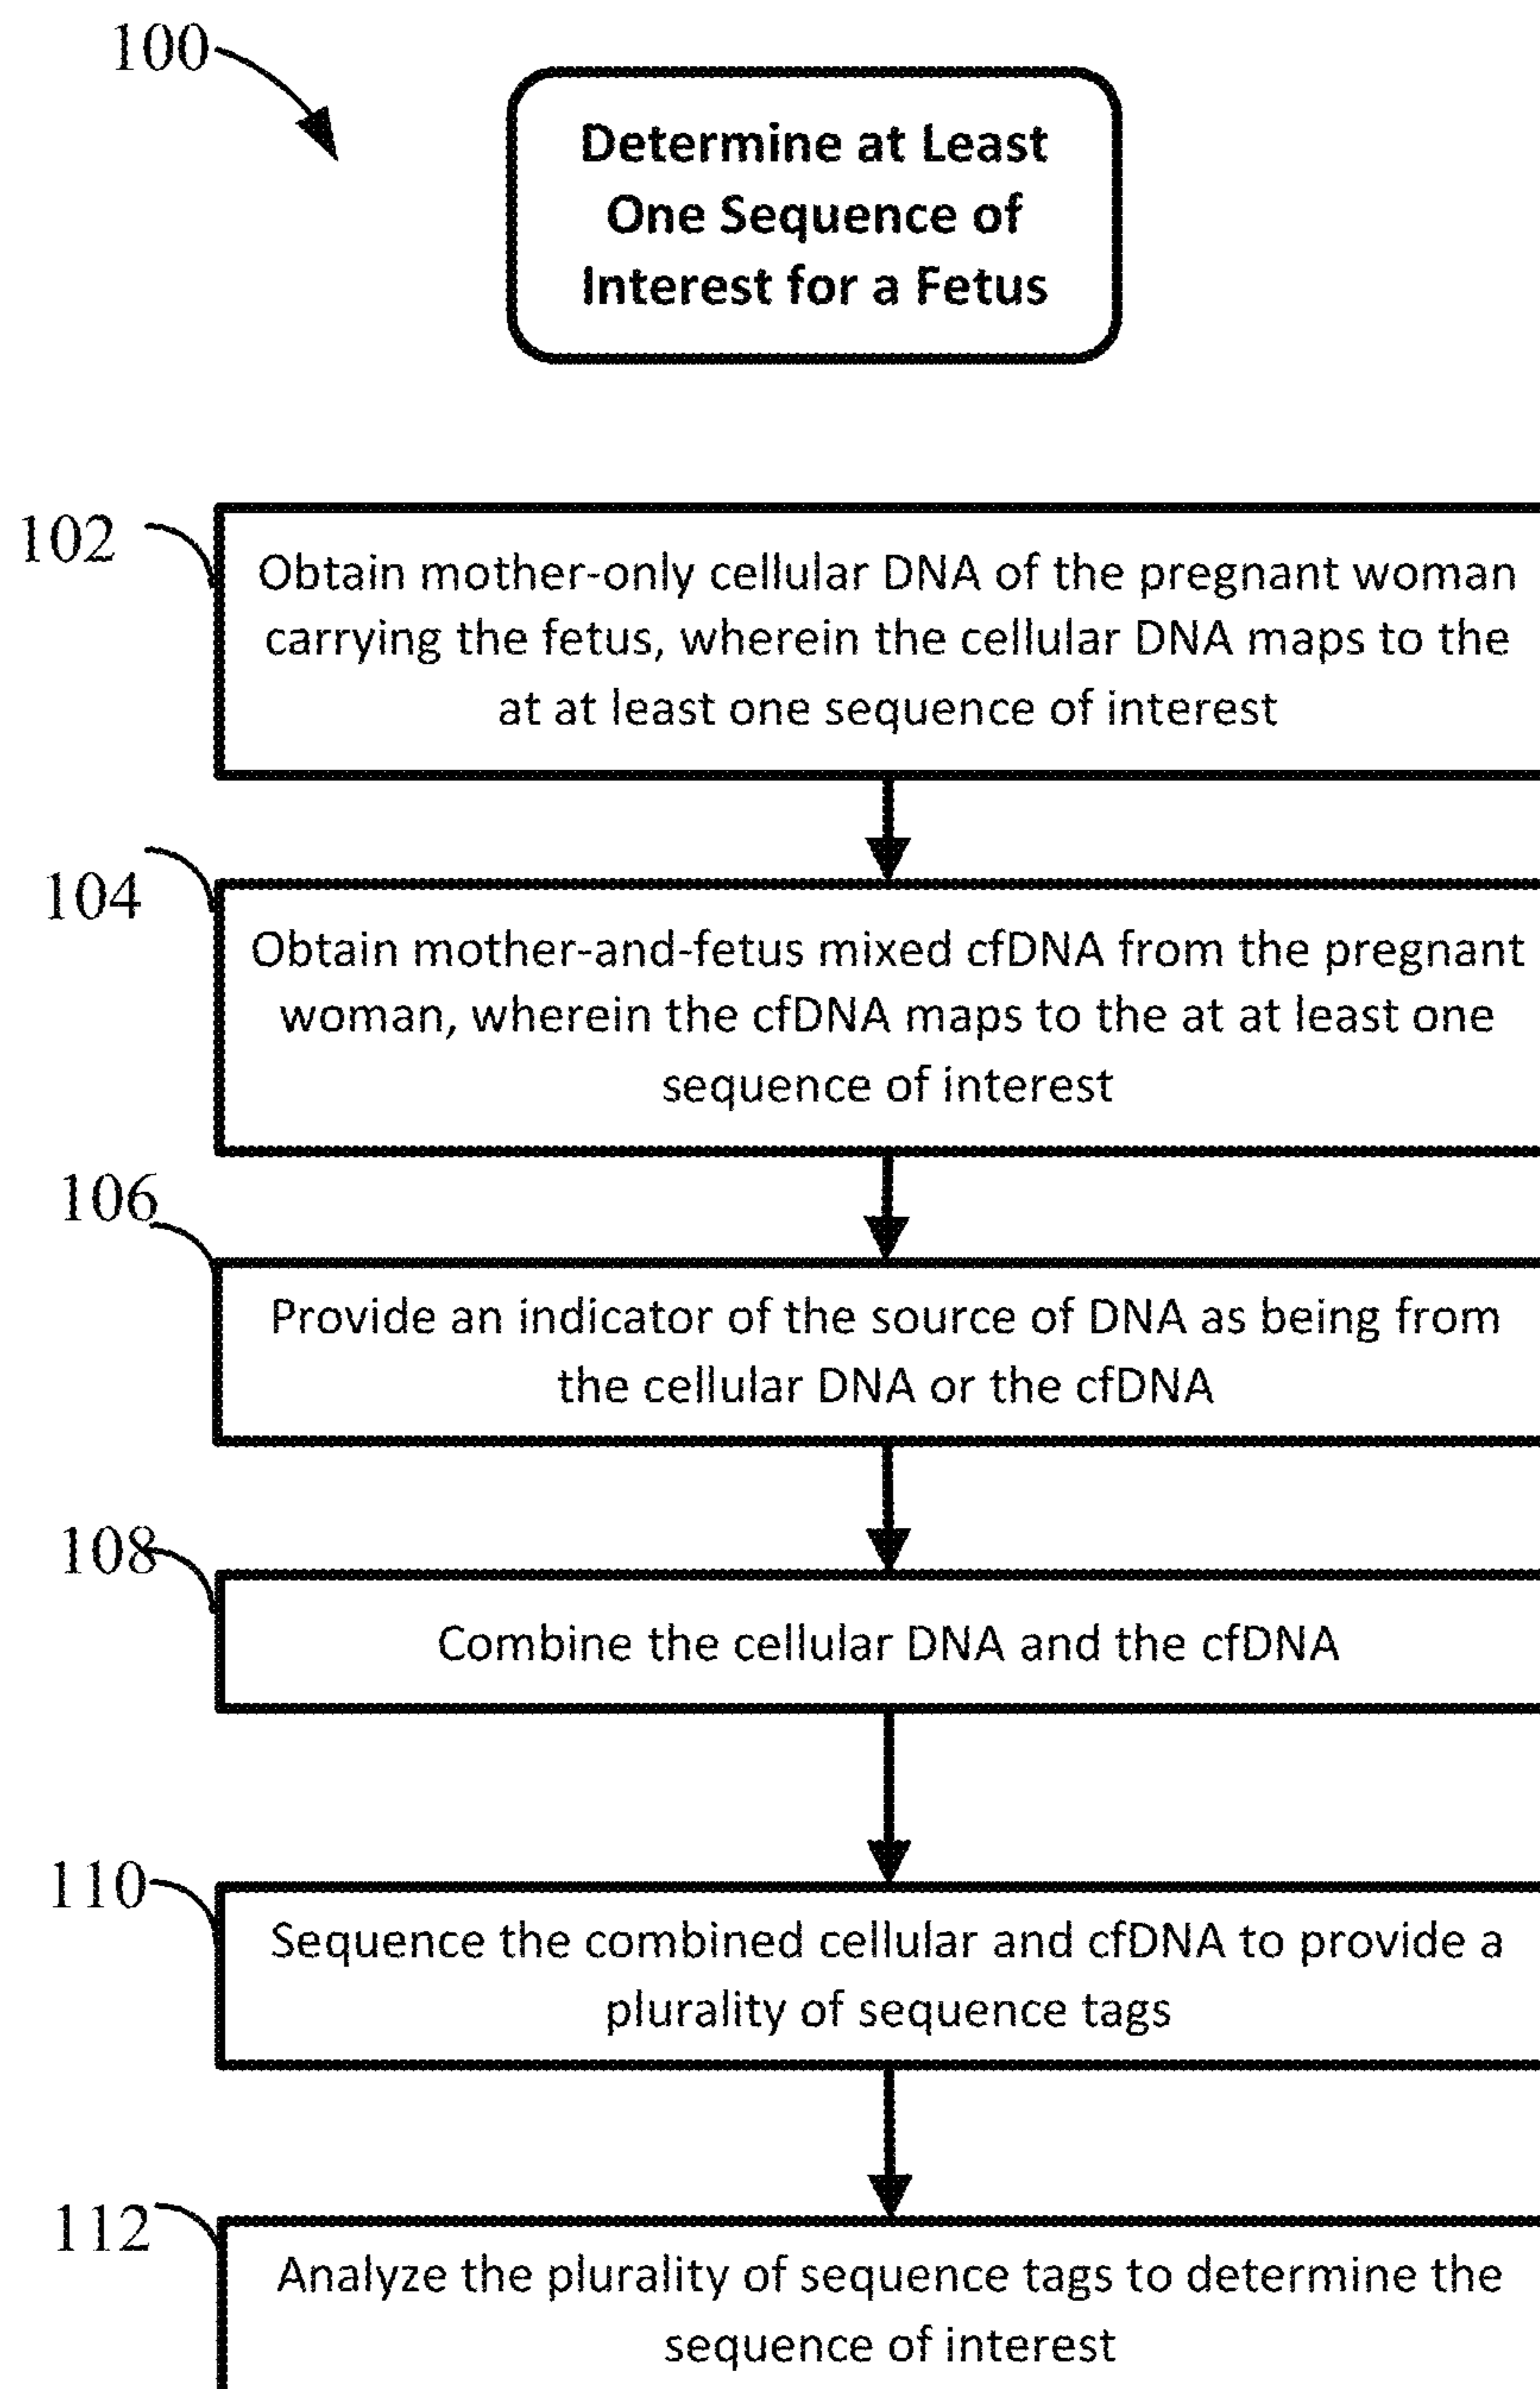 100
Determine at Least
One Sequence of
Interest for a Fetus
102
Obtain mother-only cellular DNA of the pregnant woman
carrying the fetus, wherein the cellular DNA maps to the
at at least one sequence of interest
104
Obtain mother-and-fetus mixed cfDNA from the pregnant
woman, wherein the cfDNA maps to the at at least one
sequence of interest
106
Provide an indicator of the source of DNA as being from
the cellular DNA or the cfDNA
108
Combine the cellular DNA and the cfDNA
110
Sequence the combined cellular and cfDNA to provide a
plurality of sequence tags
112
Analyze the plurality of sequence tags to determine the
sequence of interest